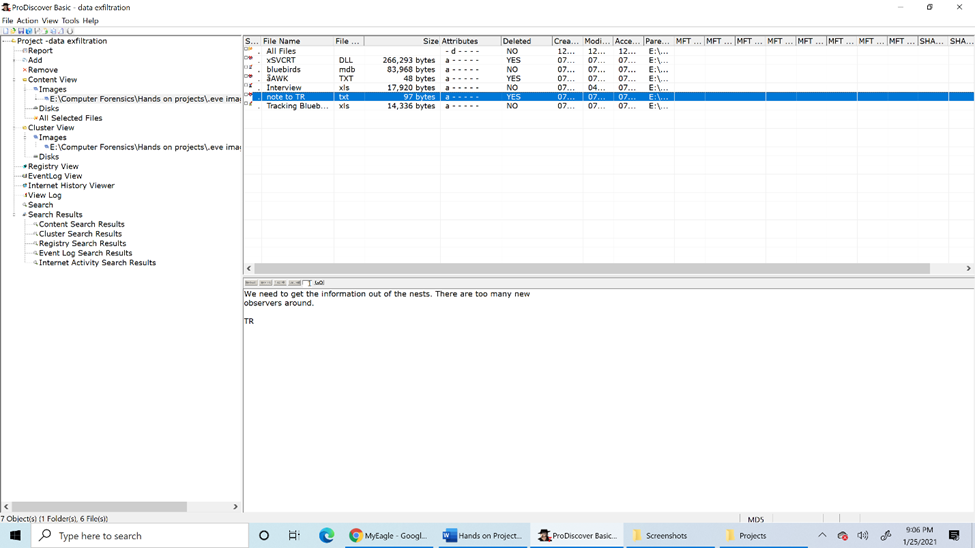 ProDiscover Basic - data exfiltration
File Action View Tools Help
Project -data exfiltration
Report
Add
Remove
Content View
Images
E:\Computer Forensics\Hands on projects\.eve imag
Disks
All Selected Files
Cluster View
Images
E:\Computer Forensics\Hands on projects\.eve imag
Disks
Registry View
EventLog View
Internet History Viewer
View Log
Search
Search Results
Content Search Results
Cluster Search Results
Registry Search Results
Event Log Search Results
Internet Activity Search Results
S... File Name File ... Size Attributes Deleted Crea... Modi... Acce... Pare... MFT ... MFT ... MFT ... MFT ... MFT ... MFT ... MFT ... MFT ... SHA... SHA
All Files - d - - - - NO 12... 12... 12... E:\...
xSVCRT DLL 266,293 bytes a - - - - - YES 07... 07... 07... E:\...
bluebirds mdb 83,968 bytes a - - - - - NO 07... 07... 07... E:\...
åAWK TXT 48 bytes a - - - - - YES 07... 07... 07... E:\...
Interview xls 17,920 bytes a - - - - - NO 07... 04... 07... E:\...
note to TR txt 97 bytes a - - - - - YES 07... 07... 07... E:\...
Tracking Blueb... xls 14,336 bytes a - - - - - NO 07... 07... 07... E:\...
We need to get the information out of the nests. There are too many new
observers around.
TR
7 Object(s) (1 Folder(s), 6 File(s))
MD5
Type here to search
MyEagle - Googl...
Hands on Project...
ProDiscover Basic...
Screenshots
Projects
9:06 PM
1/25/2021